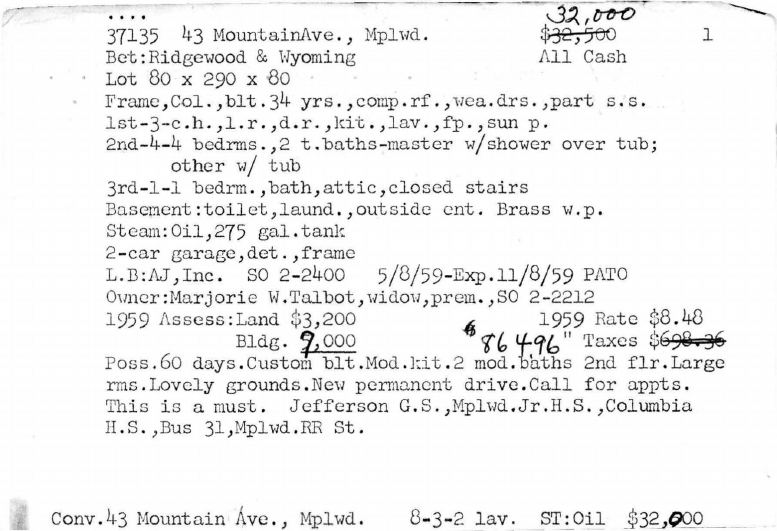 ....
32,000
37135 43 MountainAve., Mplwd. $32,500 1
Bet:Ridgewood & Wyoming All Cash
Lot 80 x 290 x 80
Frame,Col.,blt.34 yrs.,comp.rf.,wea.drs.,part s.s.
1st-3-c.h.,l.r.,d.r.,kit.,lav.,fp.,sun p.
2nd-4-4 bedrms.,2 t.baths-master w/shower over tub;
other w/ tub
3rd-1-1 bedrm.,bath,attic,closed stairs
Basement:toilet,laund.,outside ent. Brass w.p.
Steam:Oil,275 gal.tank
2-car garage,det.,frame
L.B:AJ,Inc. SO 2-2400 5/8/59-Exp.11/8/59 PATO
Owner:Marjorie W.Talbot,widow,prem.,SO 2-2212
1959 Assess:Land $3,200 1959 Rate $8.48
Bldg. 9,000 $86496" Taxes $698.36
Poss.60 days.Custom blt.Mod.kit.2 mod.baths 2nd flr.Large
rms.Lovely grounds.New permanent drive.Call for appts.
This is a must. Jefferson G.S.,Mplwd.Jr.H.S.,Columbia
H.S.,Bus 31,Mplwd.RR St.
Conv.43 Mountain Ave., Mplwd. 8-3-2 lav. ST:Oil $32,000